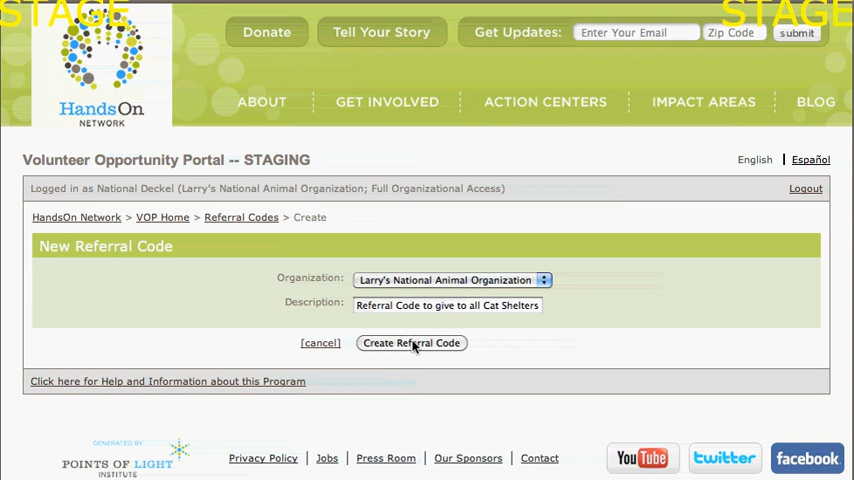 STAGE
STAGE
Donate
Tell Your Story
Get Updates:
Enter Your Email
Zip Code
submit
HandsOn
NETWORK
ABOUT
GET INVOLVED
ACTION CENTERS
IMPACT AREAS
BLOG
Volunteer Opportunity Portal -- STAGING
English | Español
Logged in as National Deckel (Larry's National Animal Organization; Full Organizational Access)
Logout
HandsOn Network > VOP Home > Referral Codes > Create
New Referral Code
Organization: Larry's National Animal Organization
Description: Referral Code to give to all Cat Shelters
[cancel] Create Referral Code
Click here for Help and Information about this Program
GENERATED BY
POINTS OF LIGHT
INSTITUTE
Privacy Policy | Jobs | Press Room | Our Sponsors | Contact
YouTube
twitter
facebook